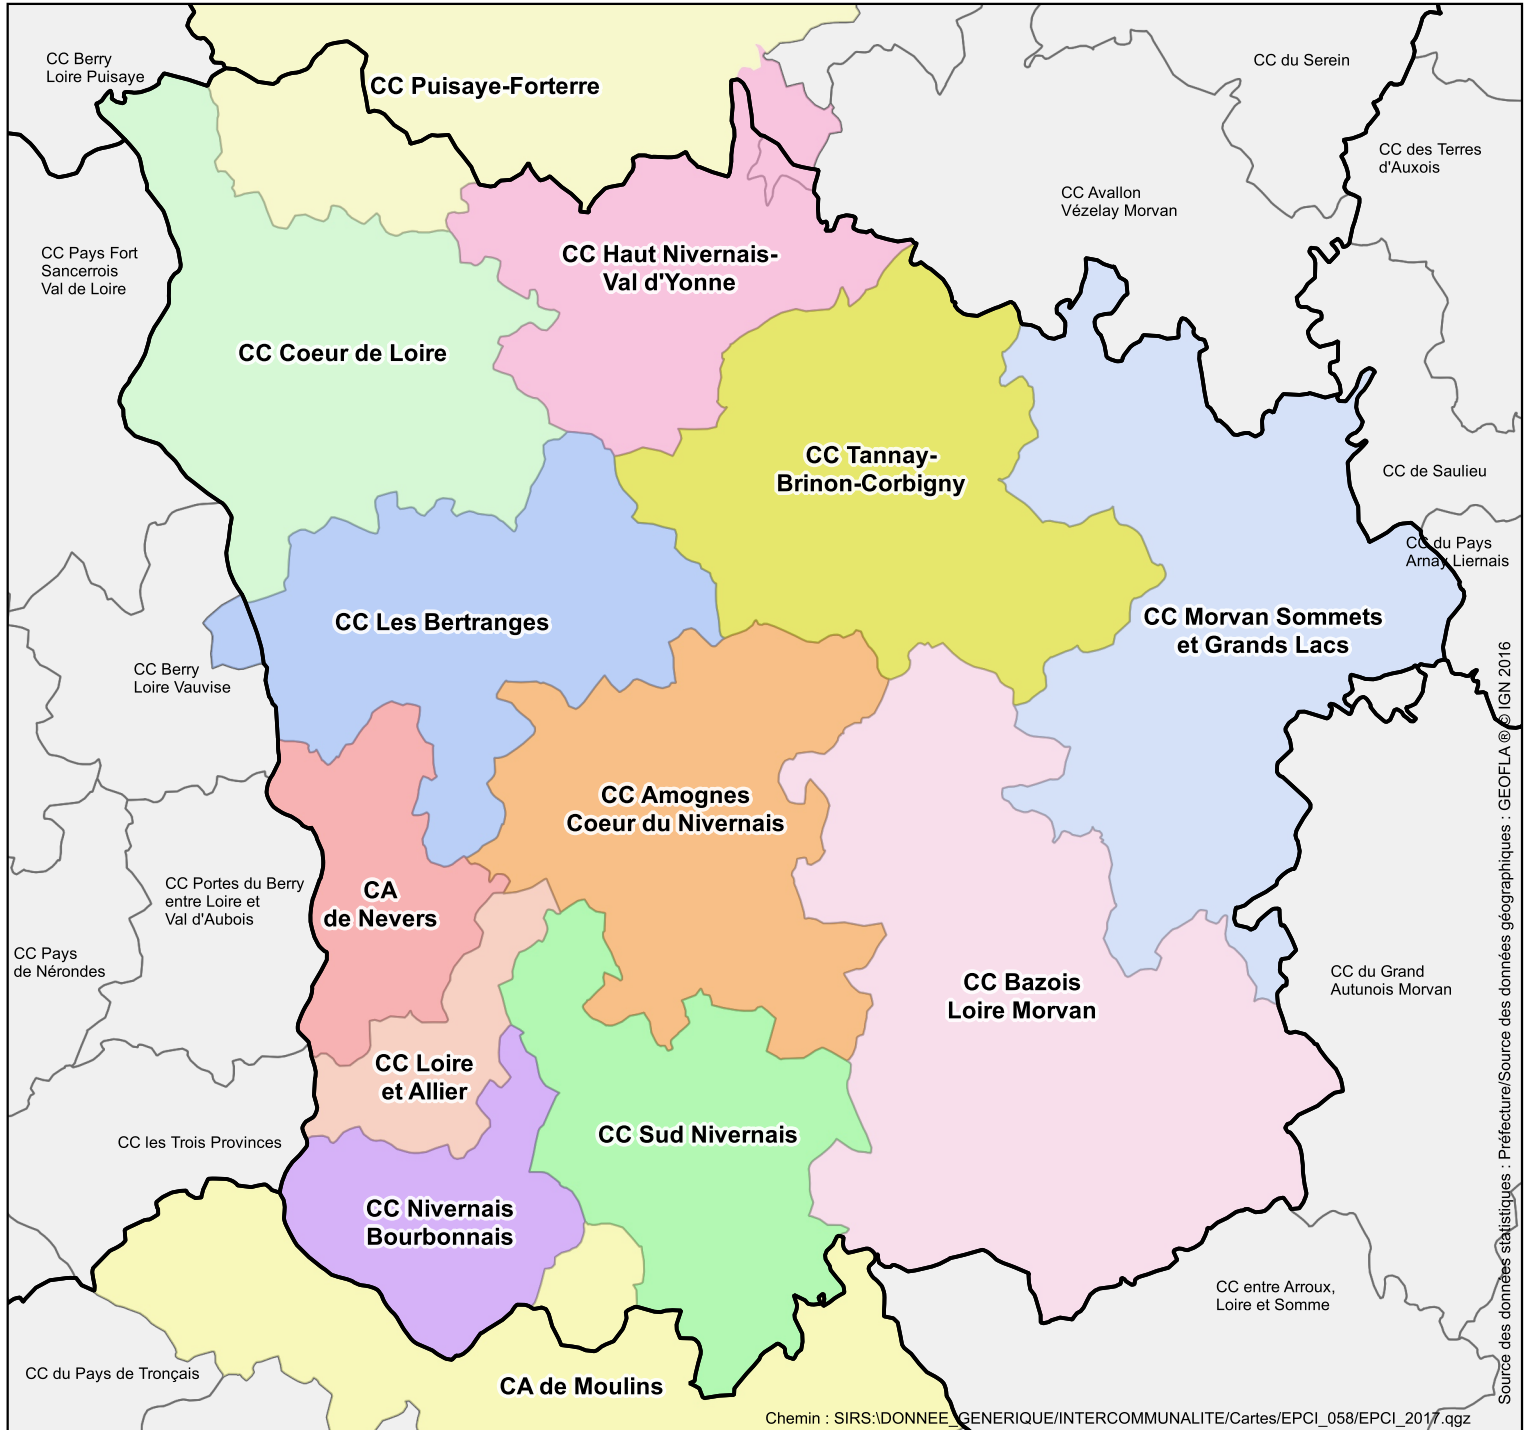 CC Berry
Loire Puisaye
CC Puisaye-Forterre
CC du Serein
CC des Terres
d'Auxois
CC Avallon
Vézelay Morvan
CC Pays Fort
Sancerrois
Val de Loire
CC Haut Nivernais-
Val d'Yonne
CC Coeur de Loire
CC Tannay-
Brinon-Corbigny
CC de Saulieu
CC du Pays
Arnay Liernais
CC Les Bertranges
CC Morvan Sommets
et Grands Lacs
CC Berry
Loire Vauvise
CC Amognes
Coeur du Nivernais
CC Portes du Berry
entre Loire et
Val d'Aubois
CA
de Nevers
CC Pays
de Nérondes
CC Bazois
Loire Morvan
CC du Grand
Autunois Morvan
CC Loire
et Allier
CC les Trois Provinces
CC Sud Nivernais
CC Nivernais
Bourbonnais
CC entre Arroux,
Loire et Somme
CC du Pays de Tronçais
CA de Moulins
Chemin : SIRS:\DONNEE_GENERIQUE/INTERCOMMUNALITE/Cartes/EPCI_058/EPCI_2017.qgz
Source des données statistiques : Préfecture/Source des données géographiques : GEOFLA ® © IGN 2016